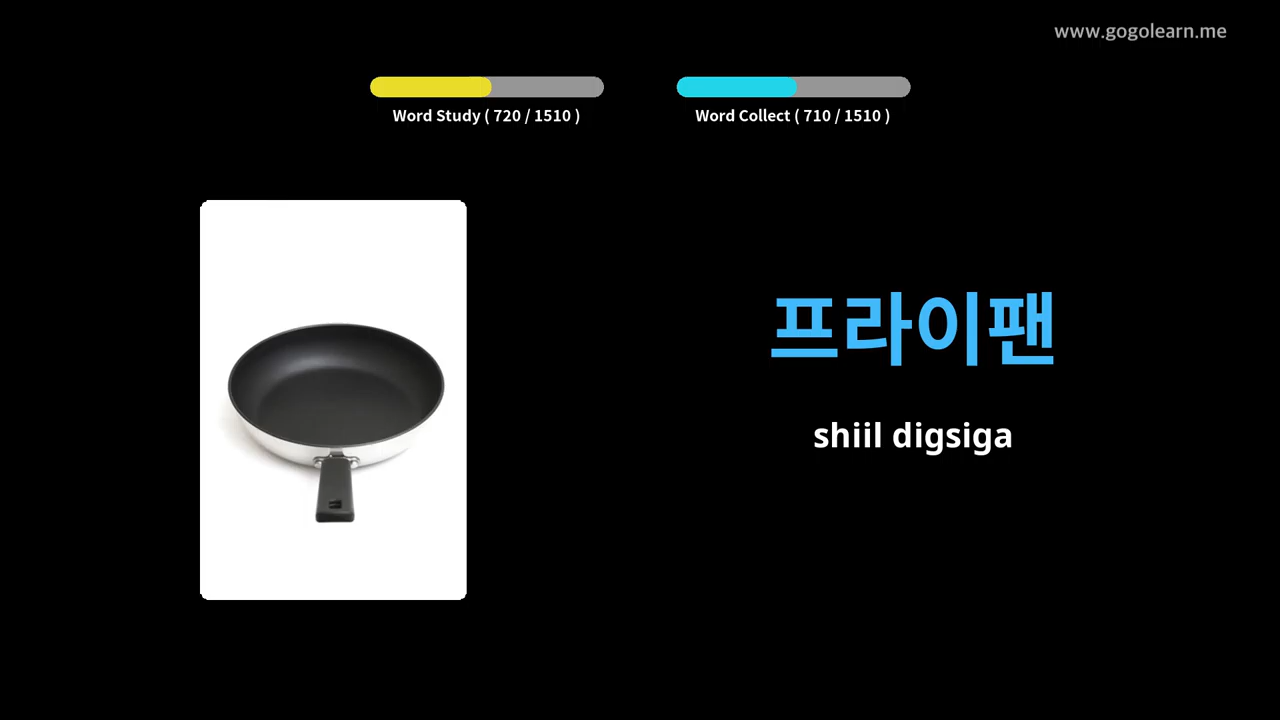 www.gogolearn.me
Word Study ( 720 / 1510 )
Word Collect ( 710 / 1510 )
프라이팬
shiil digsiga